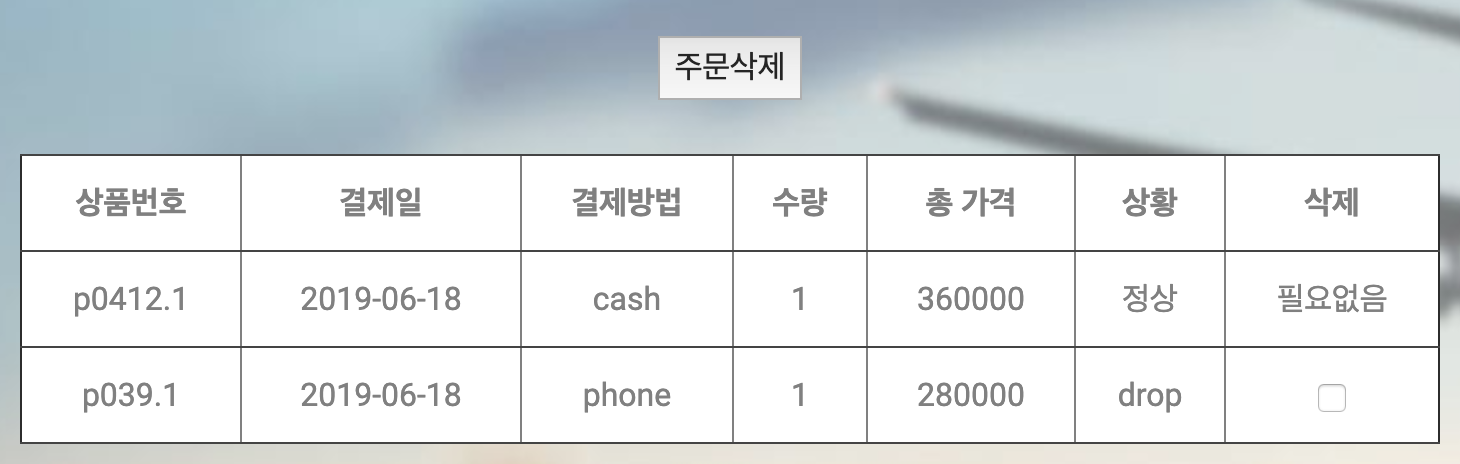 주문삭제
상품번호 결제일 결제방법 수량 총 가격 상황 삭제
p0412.1 2019-06-18 cash 1 360000 정상 필요없음
p039.1 2019-06-18 phone 1 280000 drop